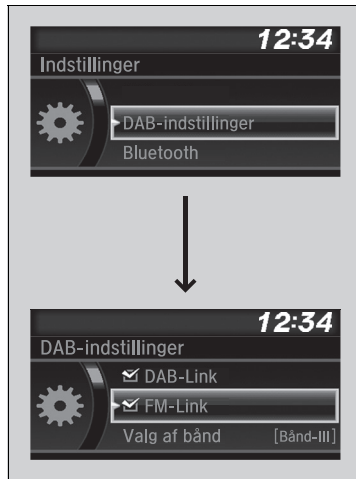 12:34
Indstillinger
DAB-indstillinger
Bluetooth
12:34
DAB-indstillinger
DAB-Link
FM-Link
Valg af bånd [Bånd-III]